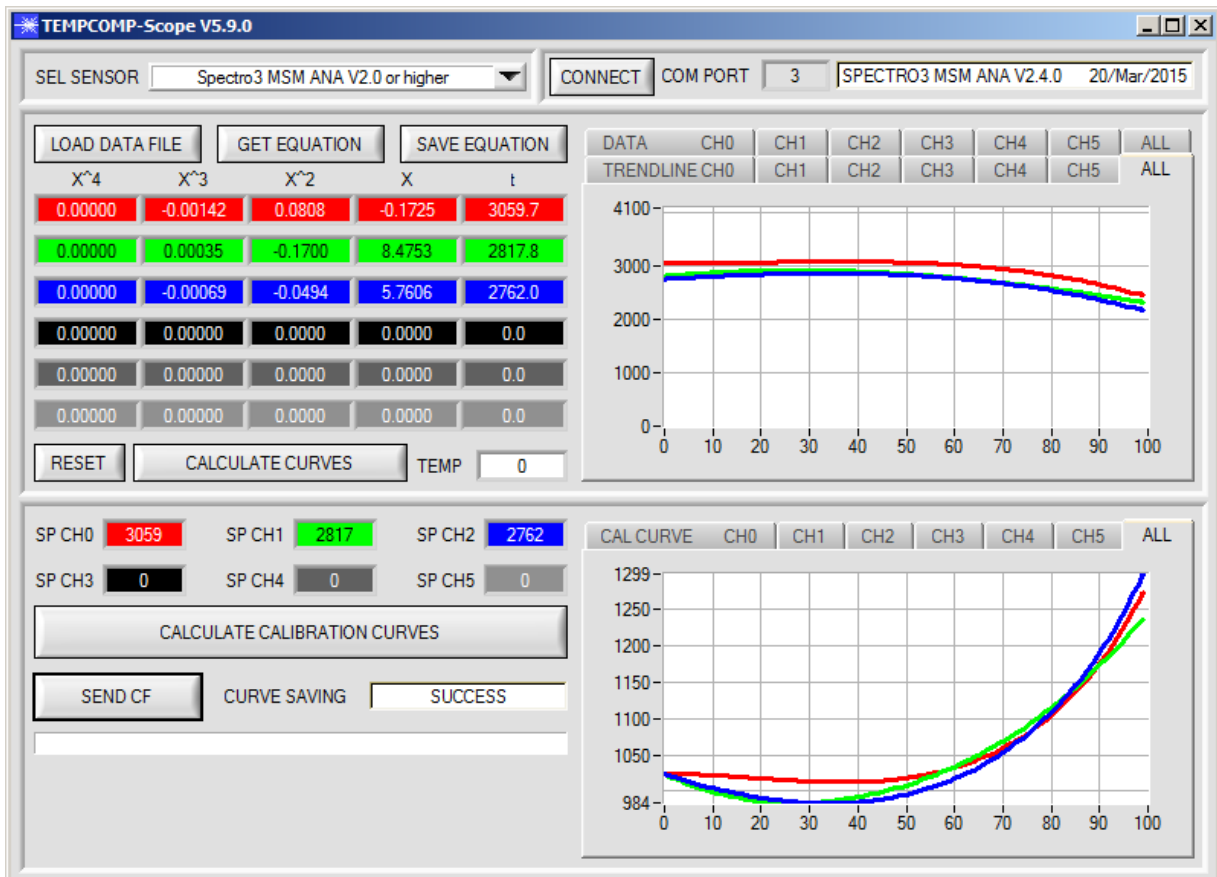 TEMPCOMP-Scope V5.9.0
SEL SENSOR Spectro3 MSM ANA V2.0 or higher
CONNECT COM PORT 3 SPECTRO3 MSM ANA V2.4.0 20/Mar/2015
LOAD DATA FILE GET EQUATION SAVE EQUATION
X^4 X^3 X^2 X t
0.00000 -0.00142 0.0808 -0.1725 3059.7
0.00000 0.00035 -0.1700 8.4753 2817.8
0.00000 -0.00069 -0.0494 5.7606 2762.0
0.00000 0.00000 0.0000 0.0000 0.0
0.00000 0.00000 0.0000 0.0000 0.0
0.00000 0.00000 0.0000 0.0000 0.0
RESET CALCULATE CURVES TEMP 0
DATA CH0 CH1 CH2 CH3 CH4 CH5 ALL
TRENDLINE CH0 CH1 CH2 CH3 CH4 CH5 ALL
4100
3000
2000
1000
0
0 10 20 30 40 50 60 70 80 90 100
SP CH0 3059 SP CH1 2817 SP CH2 2762
SP CH3 0 SP CH4 0 SP CH5 0
CALCULATE CALIBRATION CURVES
SEND CF CURVE SAVING SUCCESS
CAL CURVE CH0 CH1 CH2 CH3 CH4 CH5 ALL
1299
1250
1200
1150
1100
1050
984
0 10 20 30 40 50 60 70 80 90 100